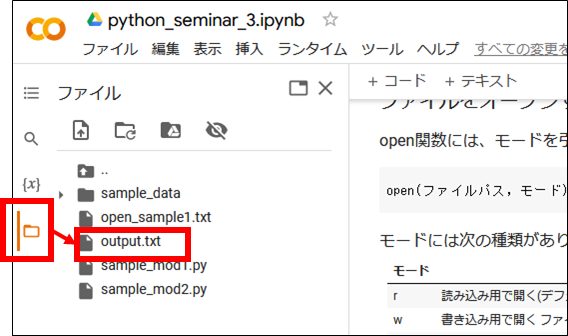 python_seminar_3.ipynb
ファイル 編集 表示 挿入 ランタイム ツール ヘルプ すべての変更を
ファイル
+ コード + テキスト
ファイルをオープン
{x}
..
sample_data
open_sample1.txt
output.txt
sample_mod1.py
sample_mod2.py
open関数には、モードを引
open(ファイルパス, モード)
モードには次の種類があり
モード
r 読み込み用で開く(デフ
w 書き込み用で開く ファイ